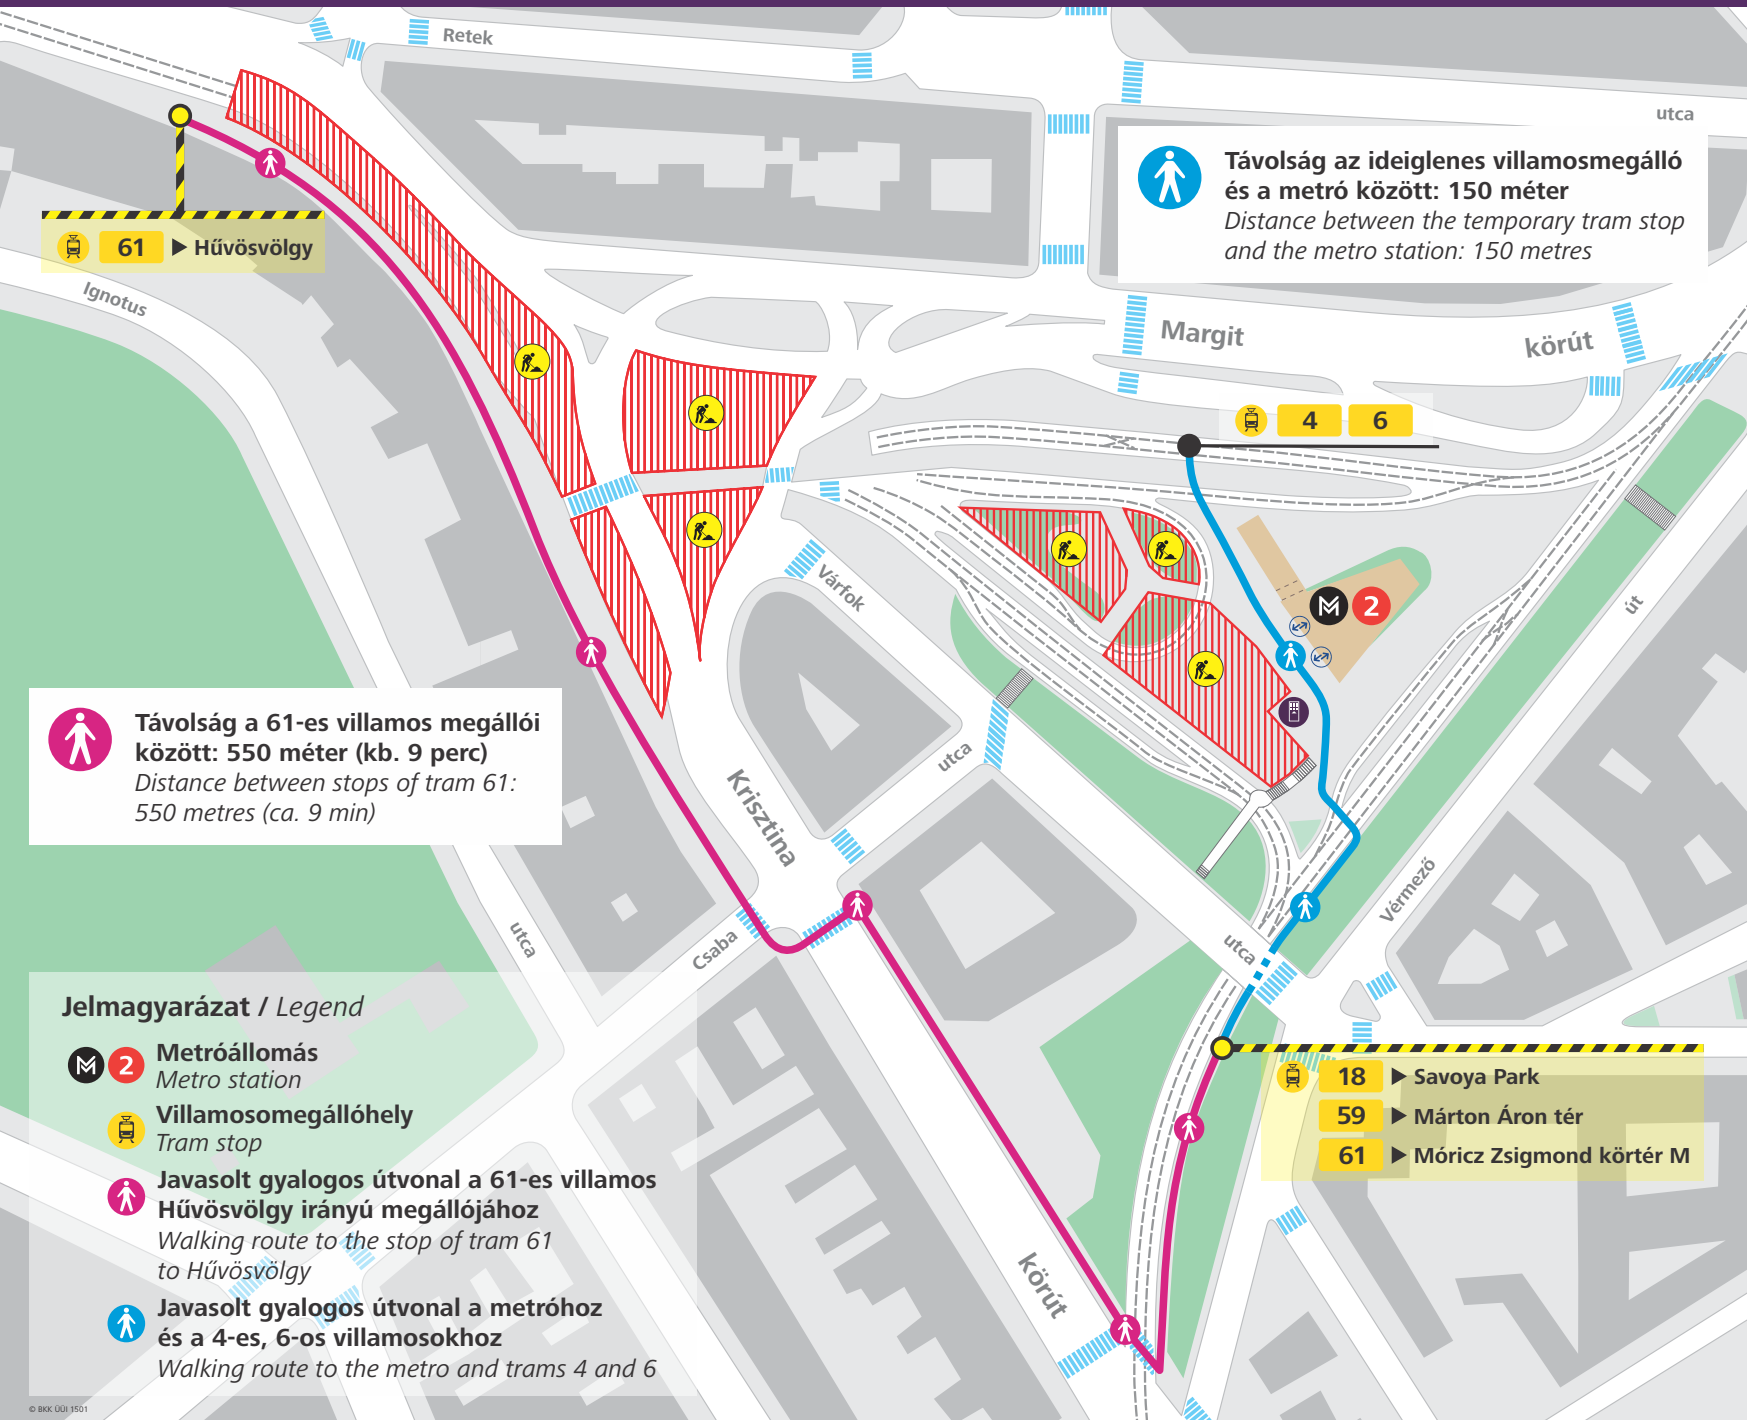 Retek
utca
Távolság az ideiglenes villamosmegálló
és a metró között: 150 méter
Distance between the temporary tram stop
and the metro station: 150 metres
61 Hűvösvölgy
Ignotus
Margit
körút
4 6
Várfok
M 2
út
Távolság a 61-es villamos megállói
között: 550 méter (kb. 9 perc)
Distance between stops of tram 61:
550 metres (ca. 9 min)
utca
Krisztina
Vérmező
utca
Csaba
utca
Jelmagyarázat / Legend
M 2 Metróállomás
Metro station
Villamosomegállóhely
Tram stop
Javasolt gyalogos útvonal a 61-es villamos
Hűvösvölgy irányú megállójához
Walking route to the stop of tram 61
to Hűvösvölgy
Javasolt gyalogos útvonal a metróhoz
és a 4-es, 6-os villamosokhoz
Walking route to the metro and trams 4 and 6
18 Savoya Park
59 Márton Áron tér
61 Móricz Zsigmond körtér M
körút
© BKK ÜÜI 1501